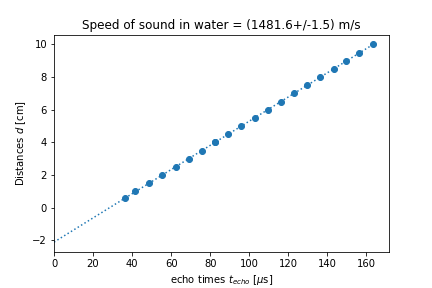 Speed of sound in water = (1481.6+/-1.5) m/s
10
8
6
4
2
0
−2
Distances d [cm]
0 20 40 60 80 100 120 140 160
echo times t_echo [μs]